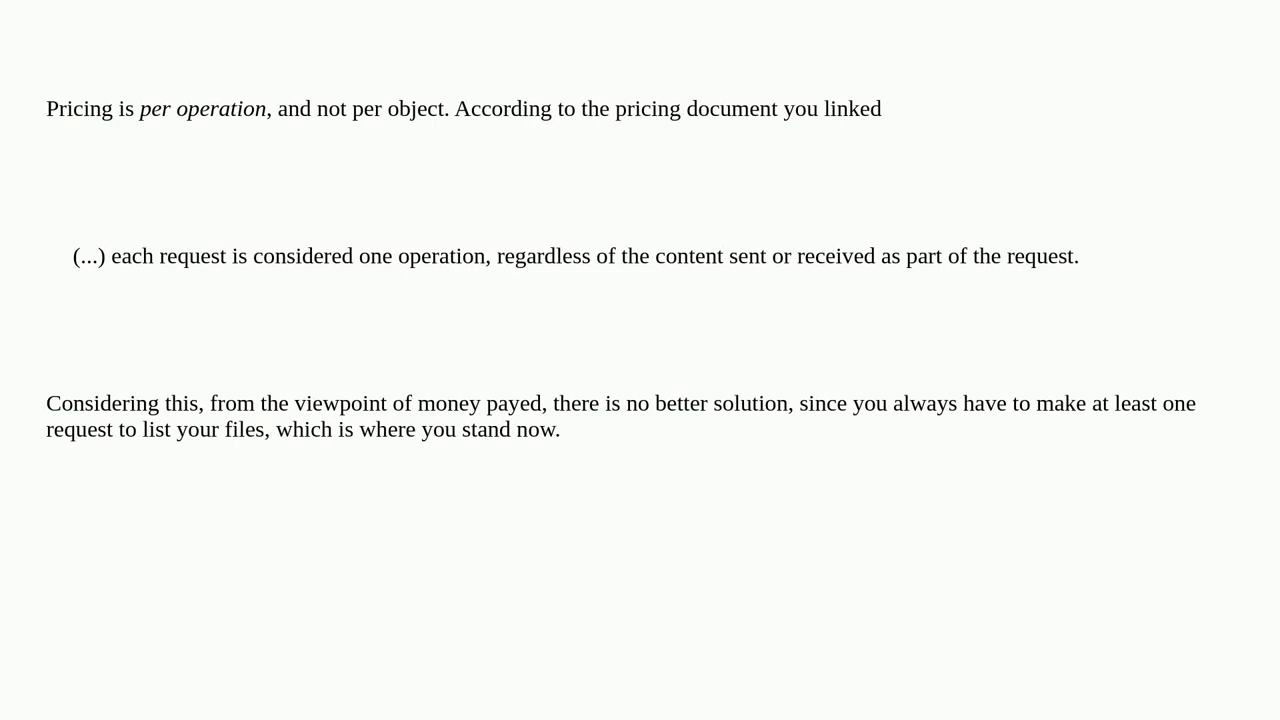 Pricing is per operation, and not per object. According to the pricing document you linked
(...) each request is considered one operation, regardless of the content sent or received as part of the request.
Considering this, from the viewpoint of money payed, there is no better solution, since you always have to make at least one
request to list your files, which is where you stand now.